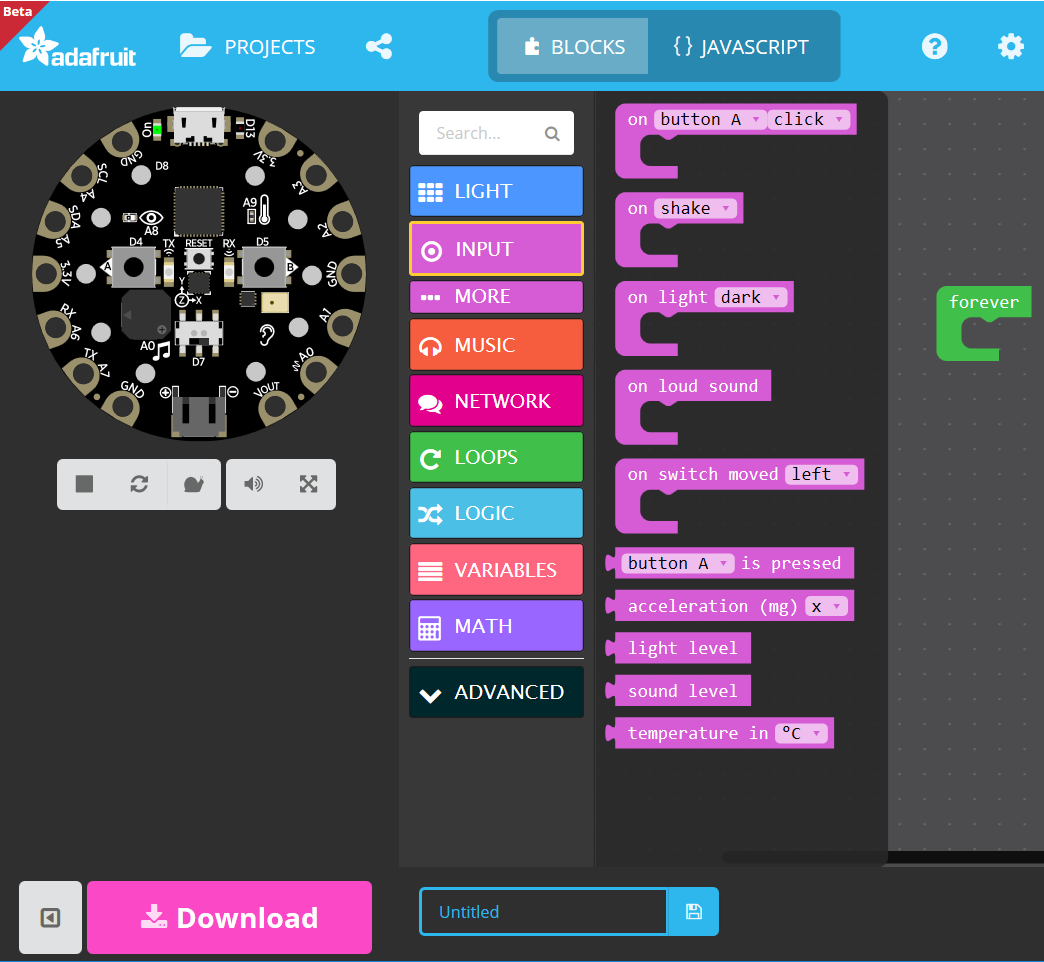 Beta
adafruit
PROJECTS
BLOCKS
{ } JAVASCRIPT
On
D13
GND
3.3V
SCL
D8
A4
A3
SDA
A5
A8
A9
A2
D4
TX
RESET
RX
D5
3.3V
A
B
GND
Y
Z
X
RX
A6
A0
D7
A1
TX
A7
A0
GND
VOUT
Search...
LIGHT
INPUT
MORE
MUSIC
NETWORK
LOOPS
LOGIC
VARIABLES
MATH
ADVANCED
on button A click
on shake
on light dark
on loud sound
on switch moved left
button A is pressed
acceleration (mg) x
light level
sound level
temperature in °C
forever
Download
Untitled